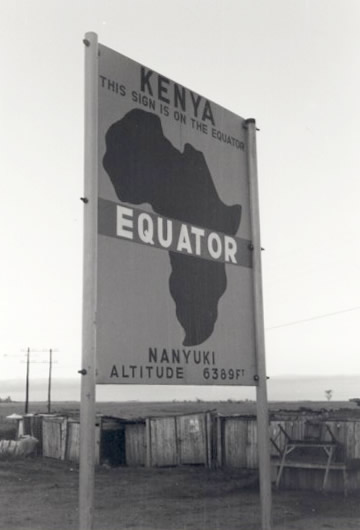 KENYA
THIS SIGN IS ON THE EQUATOR
EQUATOR
NANYUKI
ALTITUDE 6389FT